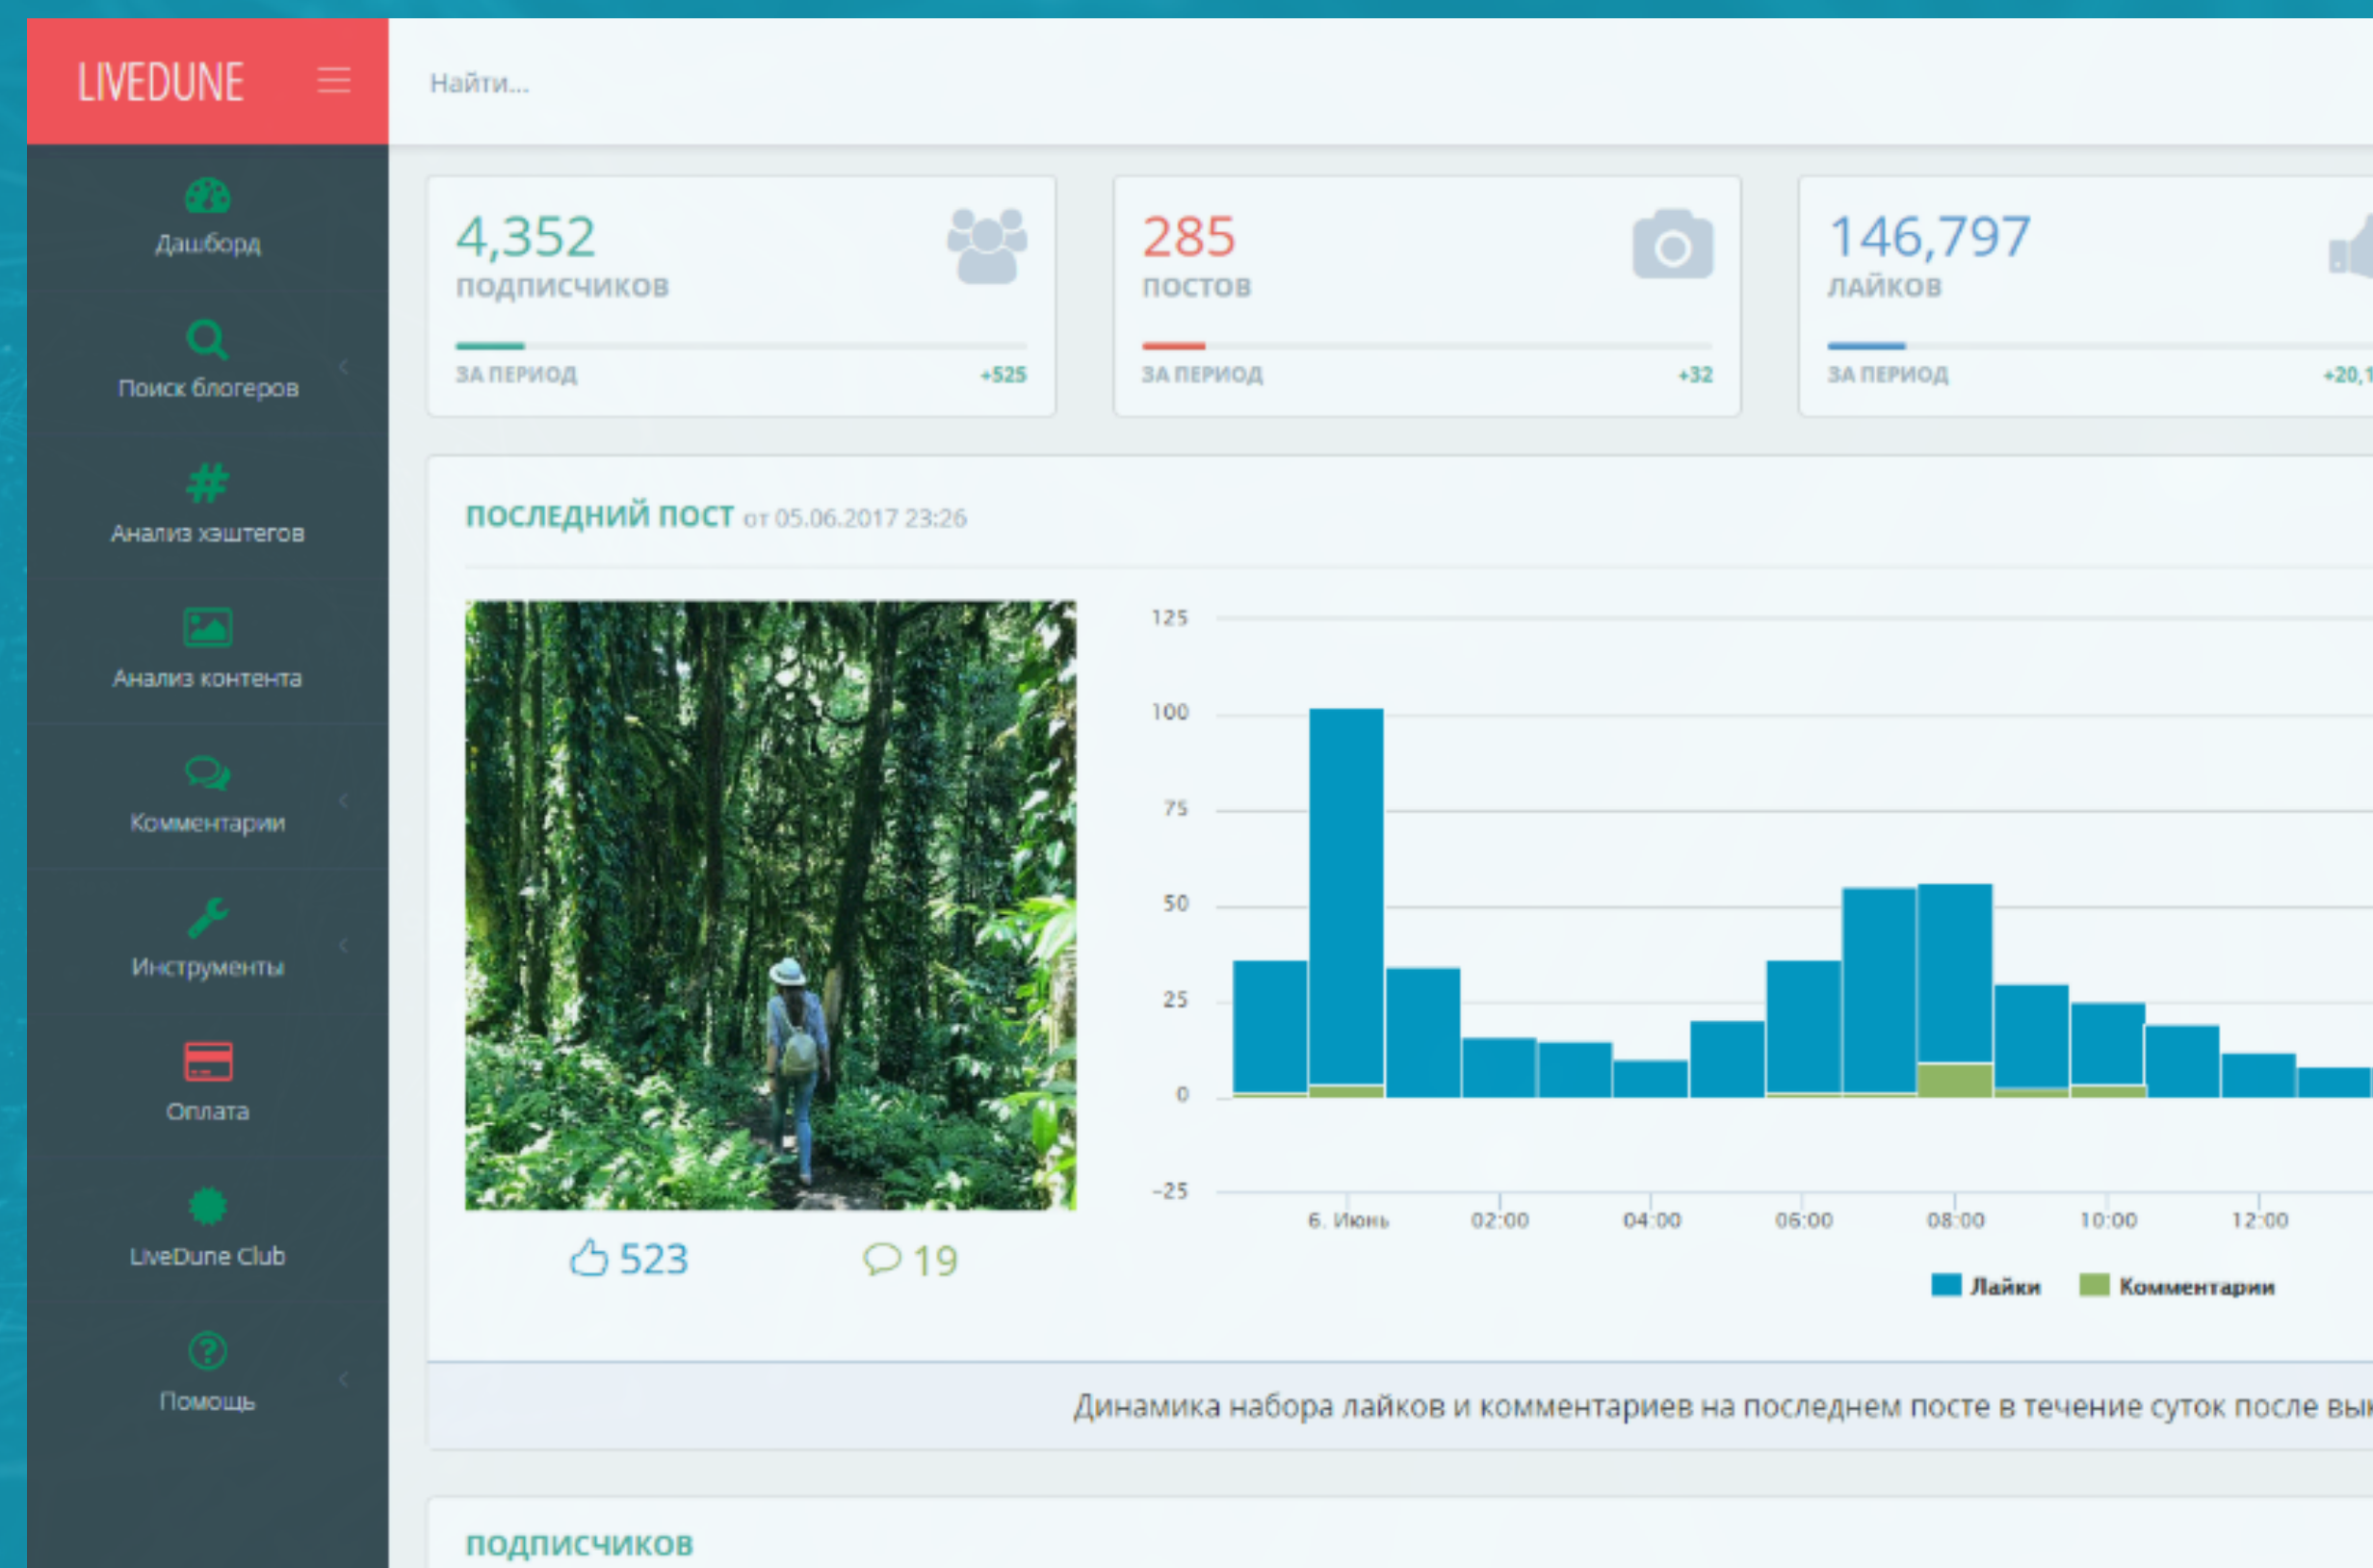 LIVEDUNE
Найти...
Дашборд
Поиск блогеров
Анализ хэштегов
Анализ контента
Комментарии
Инструменты
Оплата
LiveDune Club
Помощь
4,352
ПОДПИСЧИКОВ
ЗА ПЕРИОД +525
285
ПОСТОВ
ЗА ПЕРИОД +32
146,797
ЛАЙКОВ
ЗА ПЕРИОД
ПОСЛЕДНИЙ ПОСТ от 05.06.2017 23:26
125
100
75
50
25
0
-25
6. Июнь 02:00 04:00 06:00 08:00 10:00 12:00
Лайки Комментарии
523 19
Динамика набора лайков и комментариев на последнем посте в течение суток после
ПОДПИСЧИКОВ